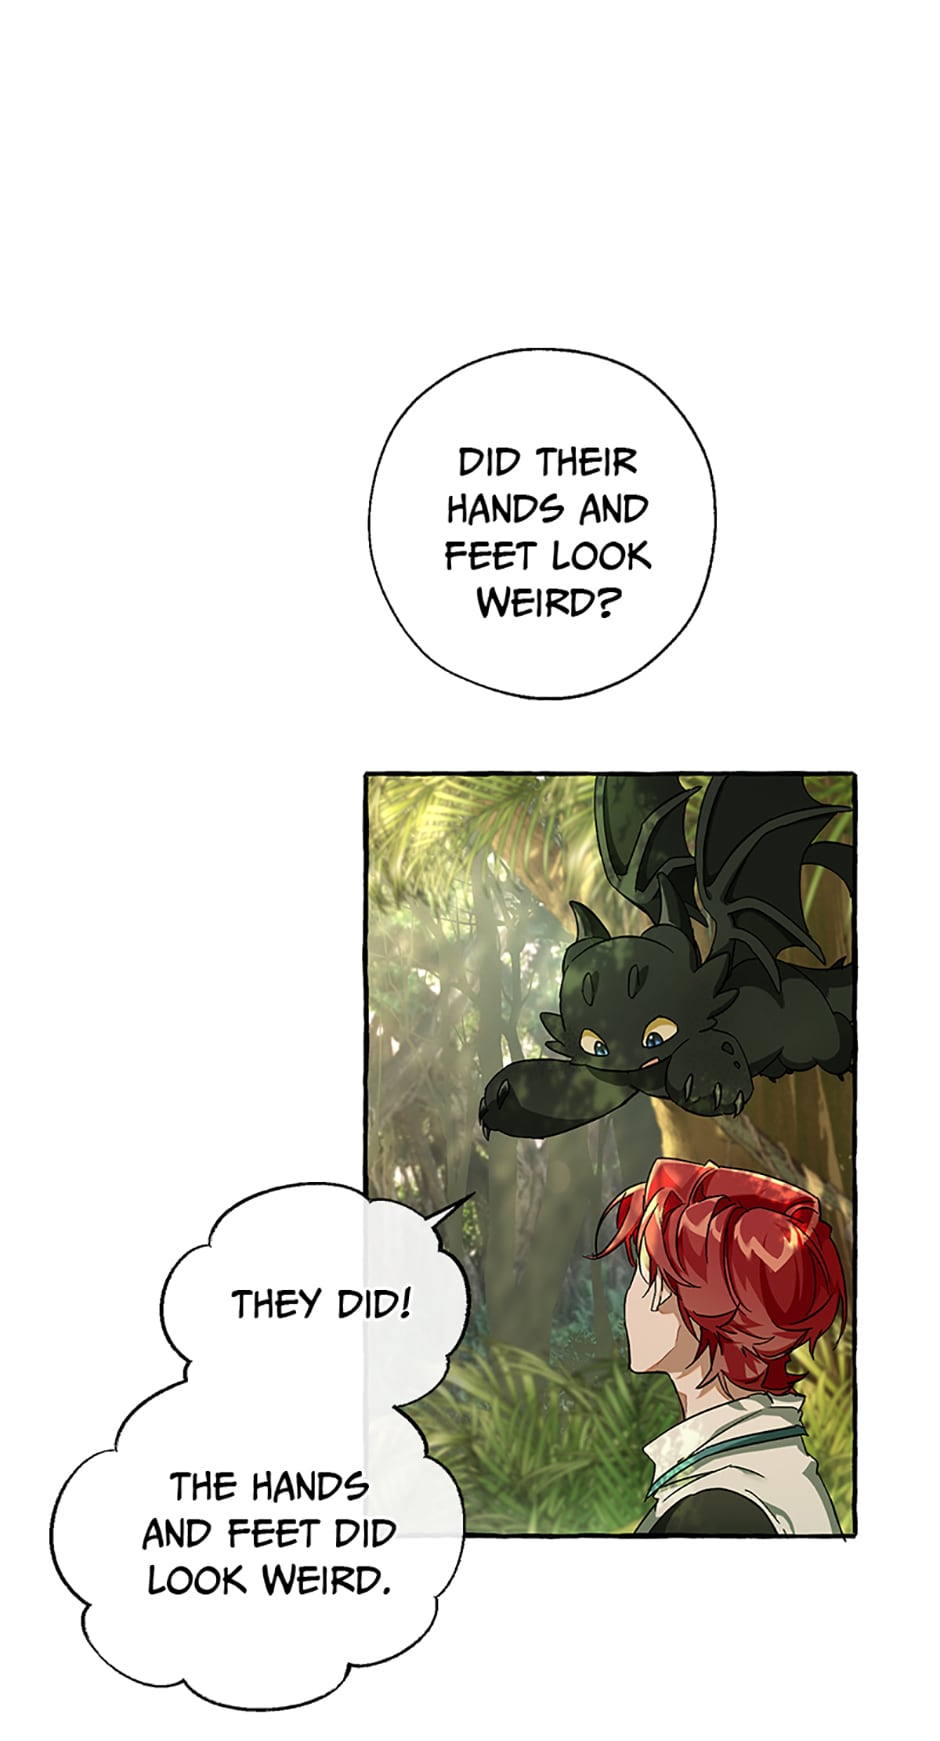 DID THEIR
HANDS AND
FEET LOOK
WEIRD?
THEY DID!
THE HANDS
AND FEET DID
LOOK WEIRD.